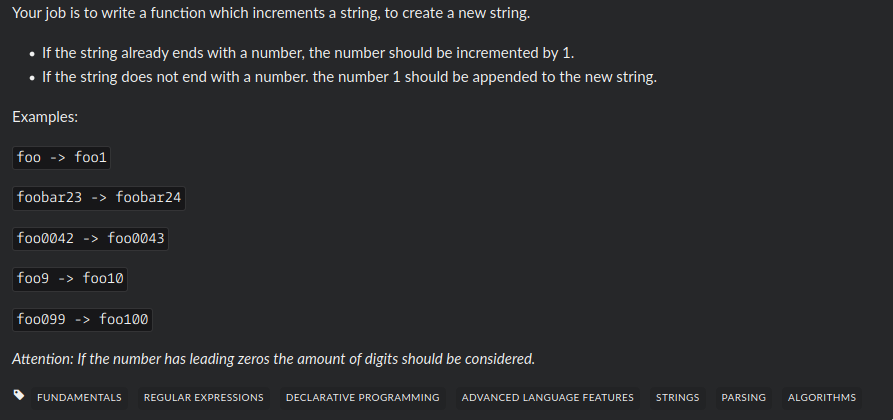 Your job is to write a function which increments a string, to create a new string.
• If the string already ends with a number, the number should be incremented by 1.
• If the string does not end with a number. the number 1 should be appended to the new string.
Examples:
foo -> foo1
foobar23 -> foobar24
foo0042 -> foo0043
foo9 -> foo10
foo099 -> foo100
Attention: If the number has leading zeros the amount of digits should be considered.
FUNDAMENTALS REGULAR EXPRESSIONS DECLARATIVE PROGRAMMING ADVANCED LANGUAGE FEATURES STRINGS PARSING ALGORITHMS